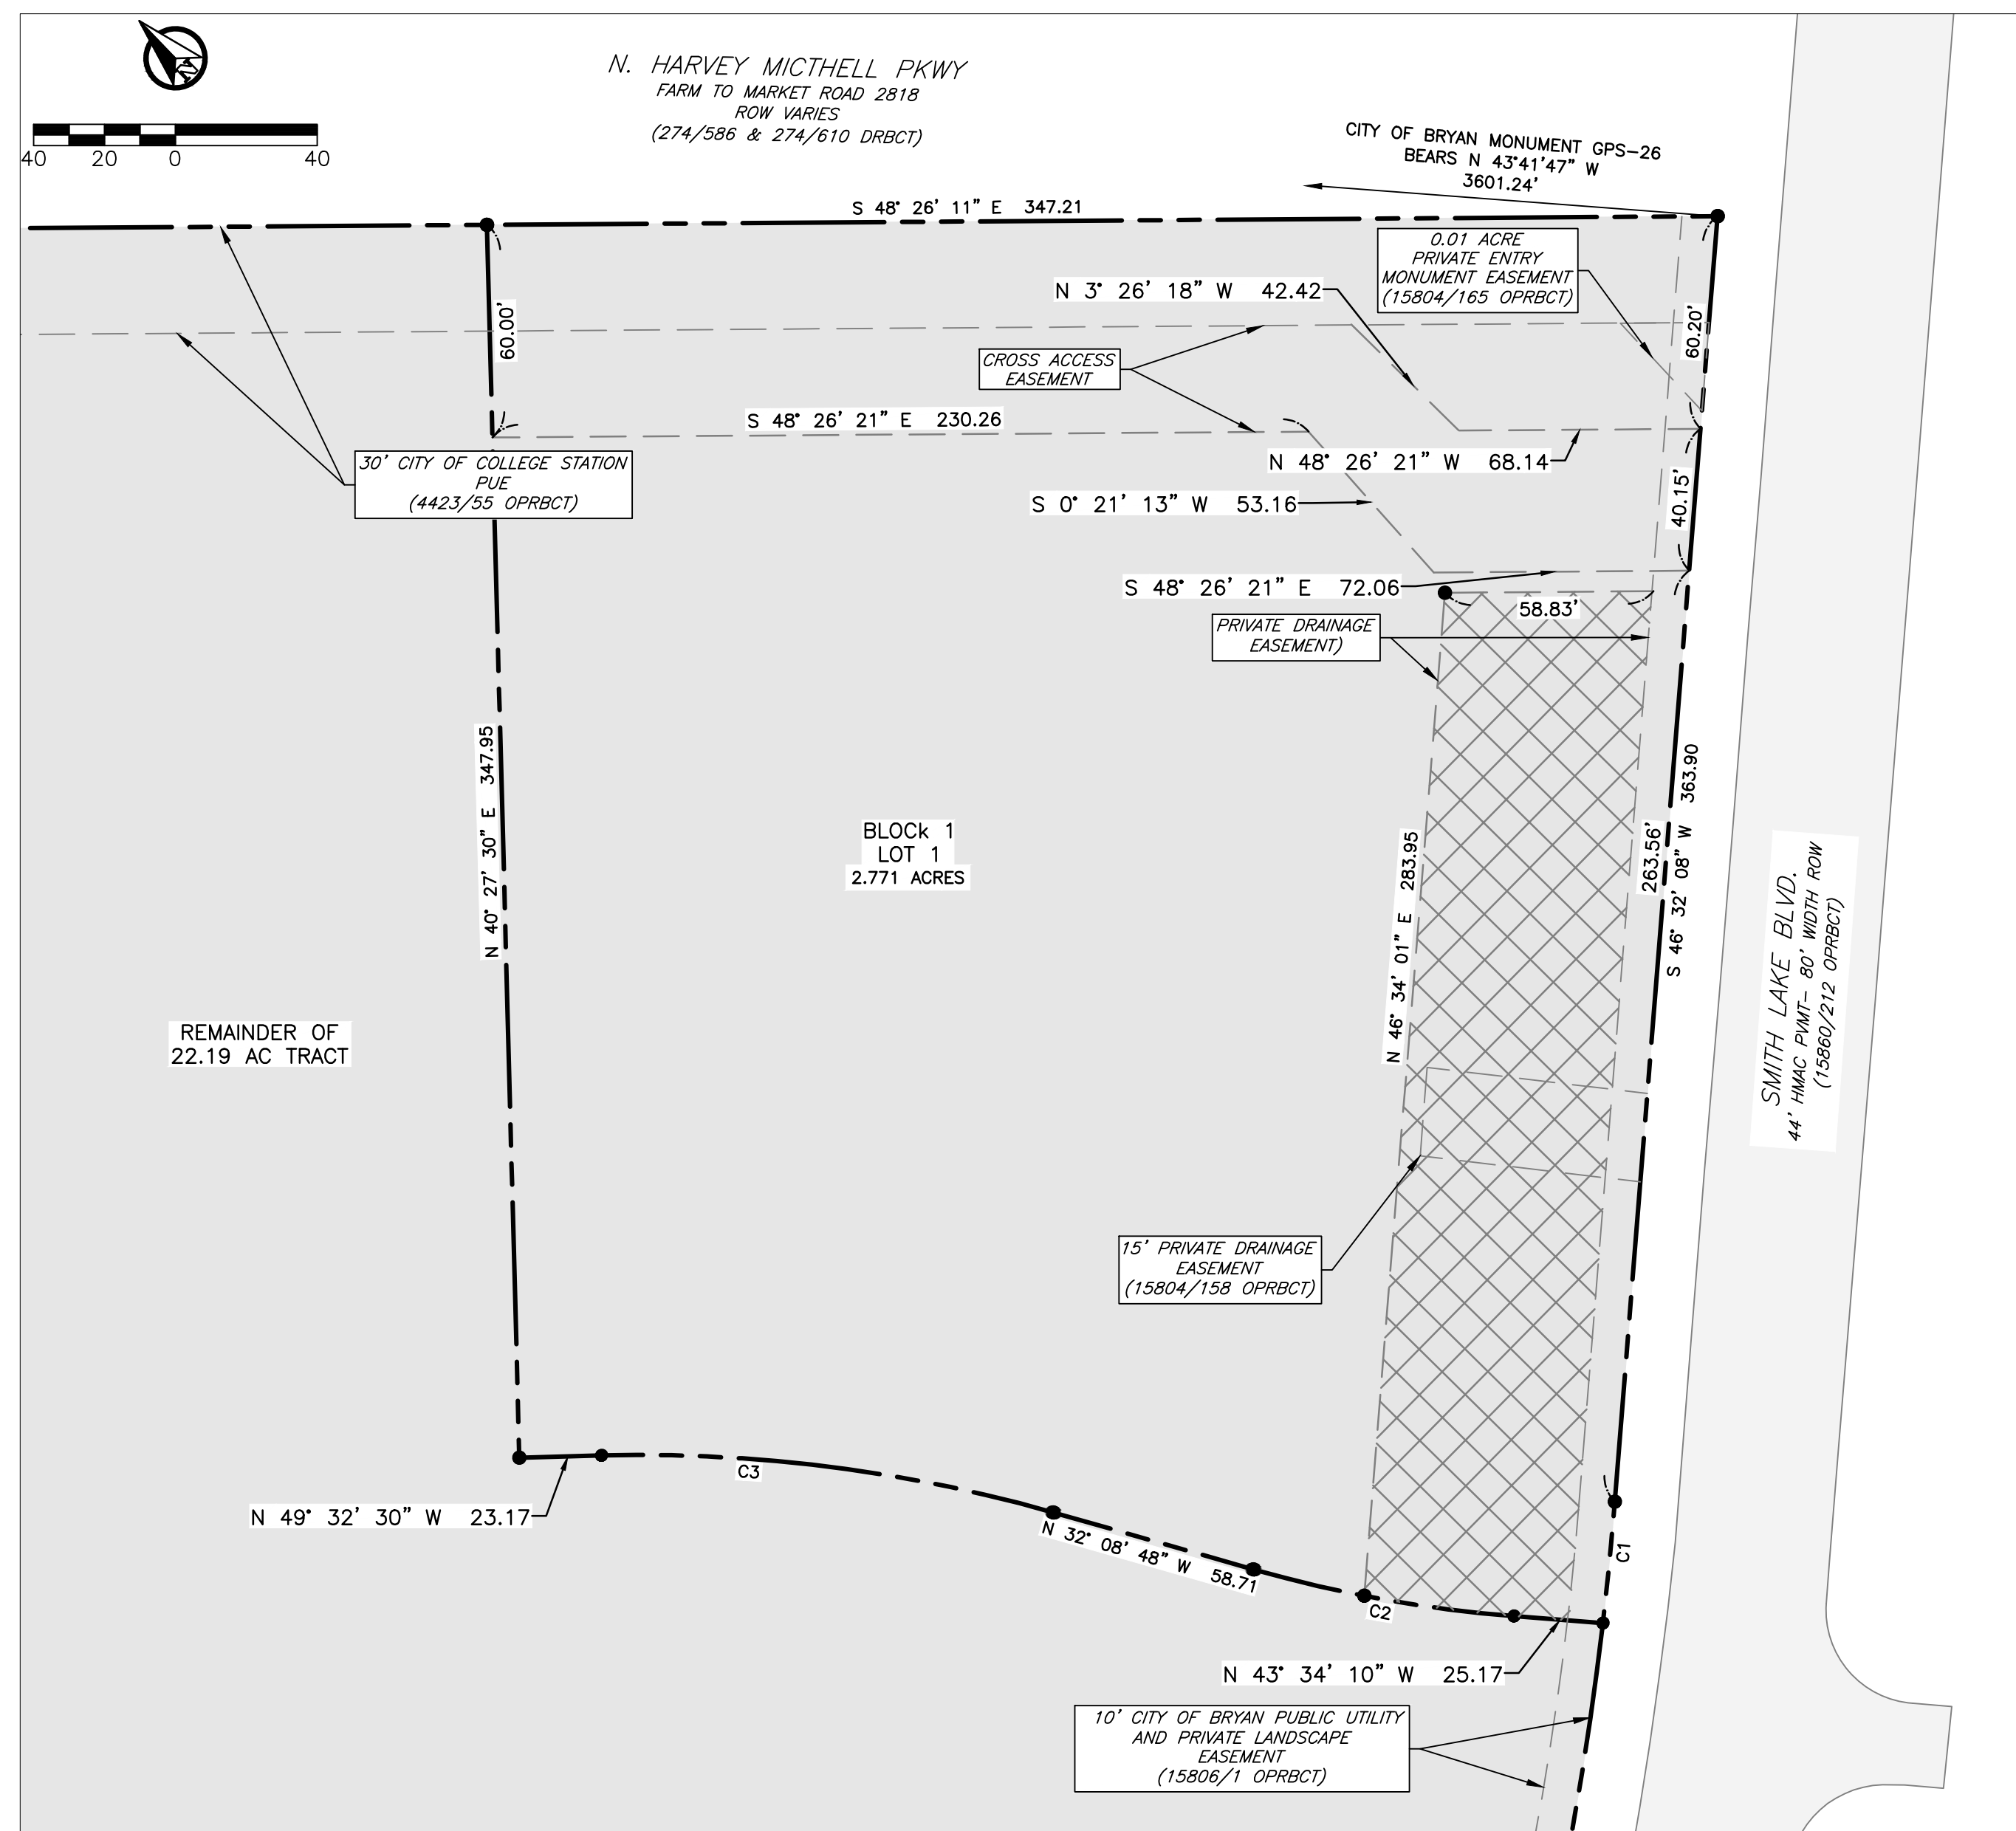 N. HARVEY MICTHELL PKWY
FARM TO MARKET ROAD 2818
ROW VARIES
(274/586 & 274/610 DRBCT)
40 20 0 40
CITY OF BRYAN MONUMENT GPS-26
BEARS N 43°41'47" W
3601.24'
S 48° 26' 11" E 347.21
0.01 ACRE
PRIVATE ENTRY
MONUMENT EASEMENT
(15804/165 OPRBCT)
N 3° 26' 18" W 42.42
60.00'
60.20'
CROSS ACCESS
EASEMENT
S 48° 26' 21" E 230.26
N 48° 26' 21" W 68.14
30' CITY OF COLLEGE STATION
PUE
(4423/55 OPRBCT)
S 0° 21' 13" W 53.16
40.15'
S 48° 26' 21" E 72.06
58.83'
PRIVATE DRAINAGE
EASEMENT)
N 40° 27' 30" E 347.95
BLOCk 1
LOT 1
2.771 ACRES
N 46° 34' 01" E 283.95
263.56'
S 46° 32' 08" W 363.90
SMITH LAKE BLVD.
44' HMAC PVMT- 80' WIDTH ROW
(15860/212 OPRBCT)
REMAINDER OF
22.19 AC TRACT
15' PRIVATE DRAINAGE
EASEMENT
(15804/158 OPRBCT)
C3
N 49° 32' 30" W 23.17
N 32° 08' 48" W 58.71
C1
C2
N 43° 34' 10" W 25.17
10' CITY OF BRYAN PUBLIC UTILITY
AND PRIVATE LANDSCAPE
EASEMENT
(15806/1 OPRBCT)